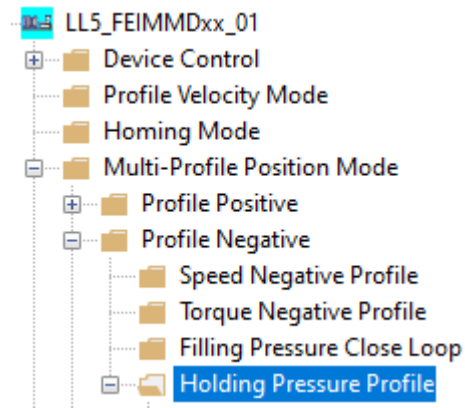 LL5_FEIMMDxx_01
Device Control
Profile Velocity Mode
Homing Mode
Multi-Profile Position Mode
Profile Positive
Profile Negative
Speed Negative Profile
Torque Negative Profile
Filling Pressure Close Loop
Holding Pressure Profile